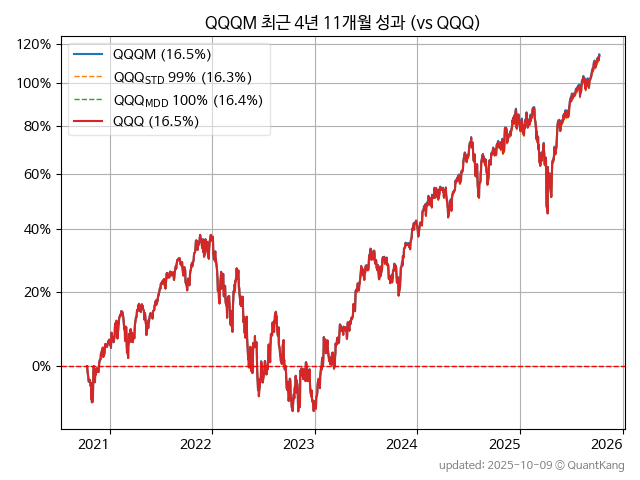 QQQM 최근 4년 11개월 성과 (vs QQQ)
120%
100%
80%
60%
40%
20%
0%
QQQM (16.5%)
QQQSTD 99% (16.3%)
QQQMDD 100% (16.4%)
QQQ (16.5%)
2021 2022 2023 2024 2025 2026
updated: 2025-10-09 © QuantKang